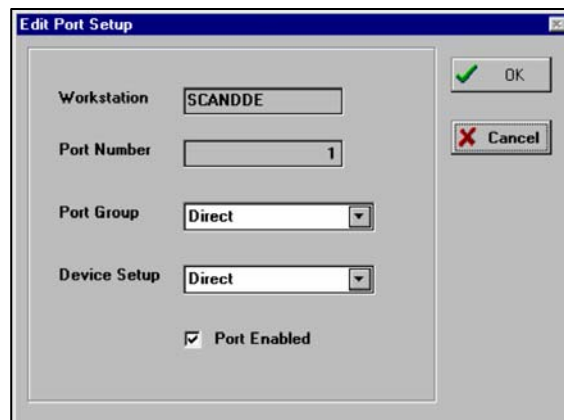 Edit Port Setup
Workstation SCANDDE
OK
Port Number 1
Cancel
Port Group Direct
Device Setup Direct
Port Enabled